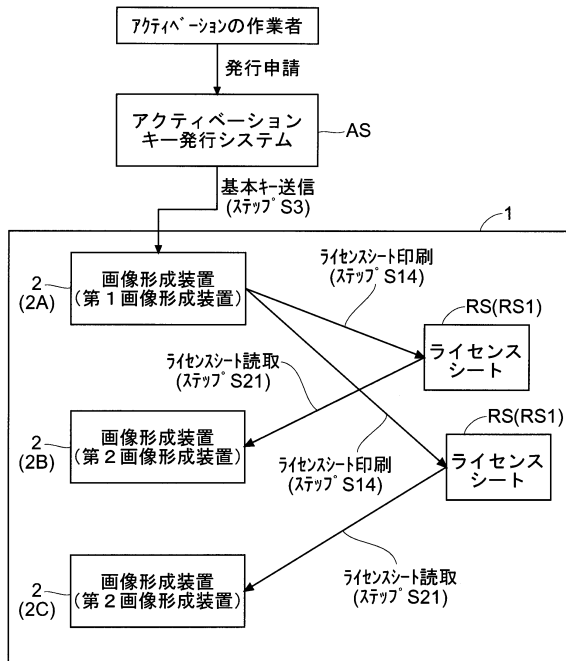 ｱｸﾃｨﾍﾞｰｼｮﾝの作業者
発行申請
アクティベーション
キー発行システム
AS
基本キー送信
(ｽﾃｯﾌﾟS3)
1
2
(2A)
画像形成装置
(第1画像形成装置)
ﾗｲｾﾝｽｼｰﾄ印刷
(ｽﾃｯﾌﾟS14)
RS(RS1)
ライセンス
シート
ﾗｲｾﾝｽｼｰﾄ読取
(ｽﾃｯﾌﾟS21)
2
(2B)
画像形成装置
(第2画像形成装置)
RS(RS1)
ライセンス
シート
ﾗｲｾﾝｽｼｰﾄ印刷
(ｽﾃｯﾌﾟS14)
2
(2C)
画像形成装置
(第2画像形成装置)
ﾗｲｾﾝｽｼｰﾄ読取
(ｽﾃｯﾌﾟS21)